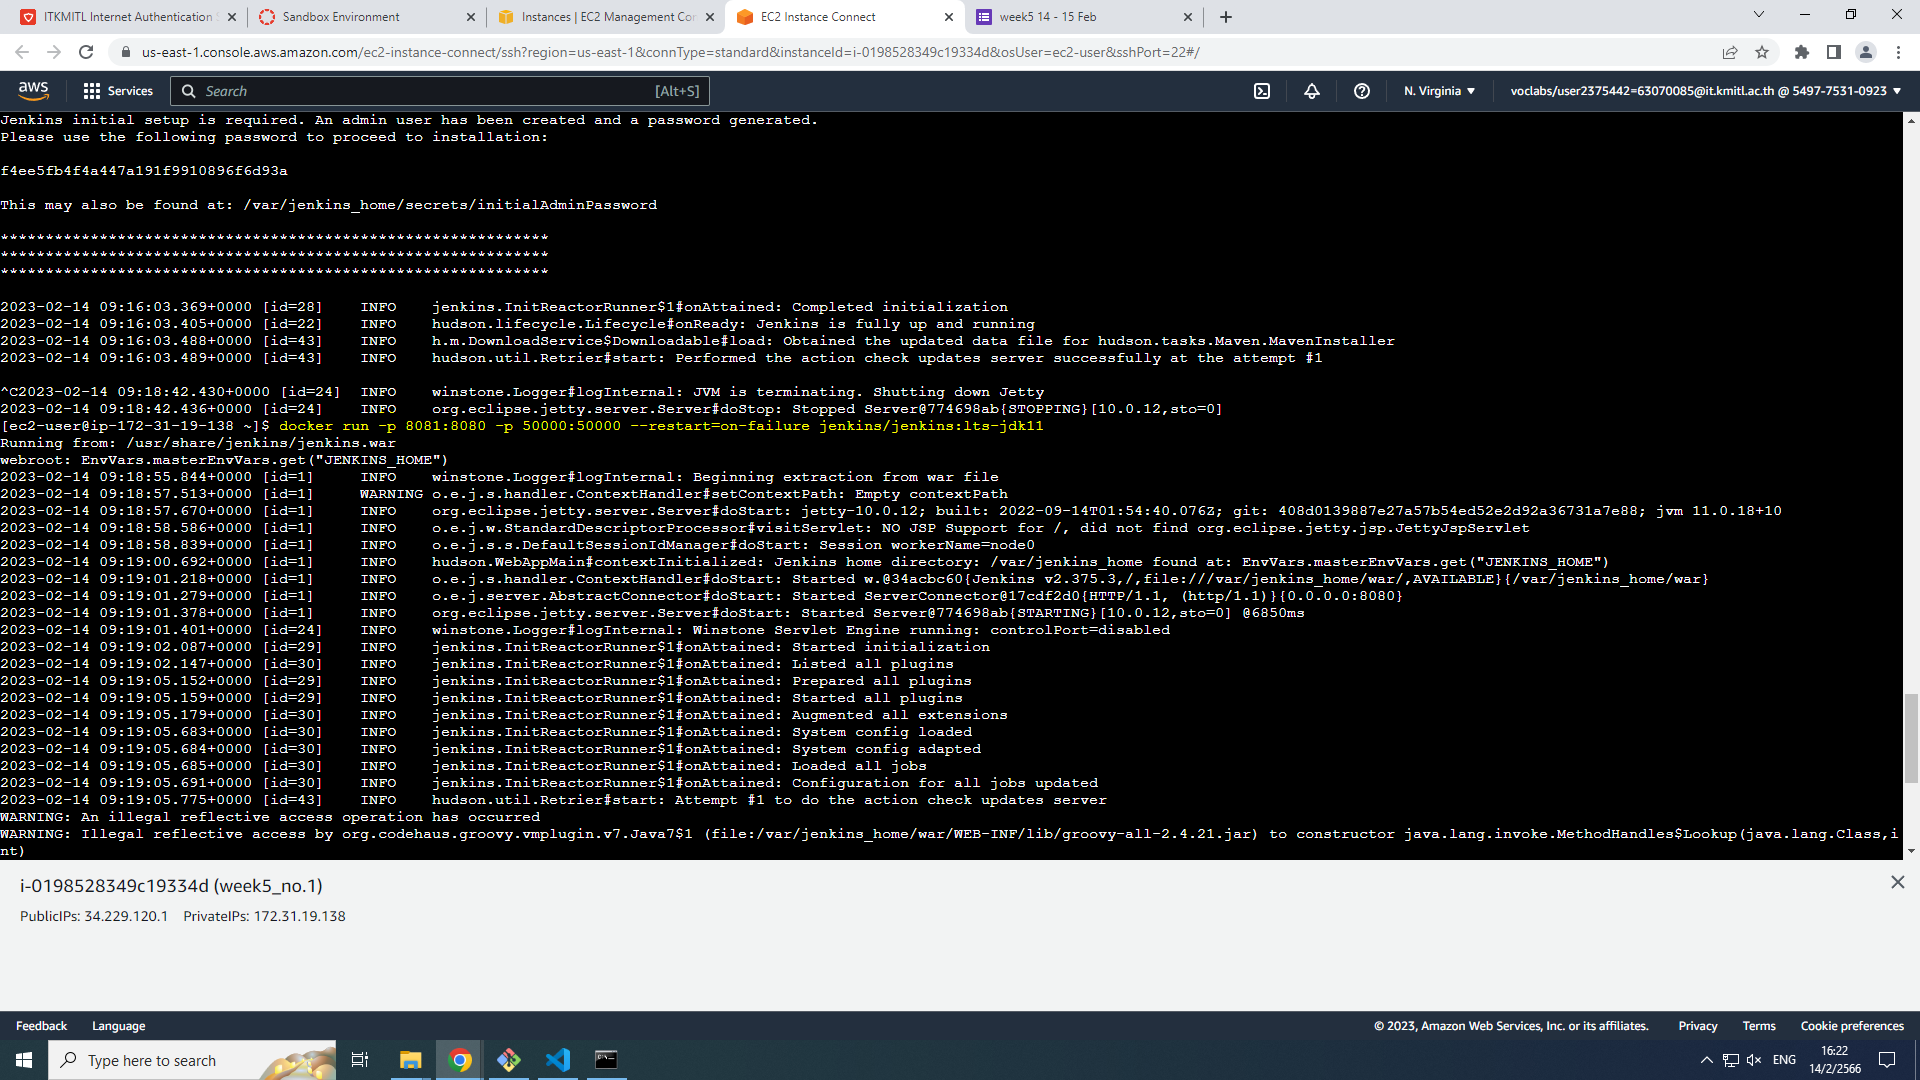 ITKMITL Internet Authentication
Sandbox Environment
Instances | EC2 Management Co
EC2 Instance Connect
week5 14 - 15 Feb
us-east-1.console.aws.amazon.com/ec2-instance-connect/ssh?region=us-east-1&connType=standard&instanceId=i-0198528349c19334d&osUser=ec2-user&sshPort=22#/
aws
Services
Search
[Alt+S]
N. Virginia
voclabs/user2375442=63070085@it.kmitl.ac.th @ 5497-7531-0923
Jenkins initial setup is required. An admin user has been created and a password generated.
Please use the following password to proceed to installation:
f4ee5fb4f4a447a191f9910896f6d93a
This may also be found at: /var/jenkins_home/secrets/initialAdminPassword
*************************************************************
*************************************************************
*************************************************************
2023-02-14 09:16:03.369+0000 [id=28] INFO jenkins.InitReactorRunner$1#onAttained: Completed initialization
2023-02-14 09:16:03.405+0000 [id=22] INFO hudson.lifecycle.Lifecycle#onReady: Jenkins is fully up and running
2023-02-14 09:16:03.488+0000 [id=43] INFO h.m.DownloadService$Downloadable#load: Obtained the updated data file for hudson.tasks.Maven.MavenInstaller
2023-02-14 09:16:03.489+0000 [id=43] INFO hudson.util.Retrier#start: Performed the action check updates server successfully at the attempt #1
^C2023-02-14 09:18:42.430+0000 [id=24] INFO winstone.Logger#logInternal: JVM is terminating. Shutting down Jetty
2023-02-14 09:18:42.436+0000 [id=24] INFO org.eclipse.jetty.server.Server#doStop: Stopped Server@774698ab{STOPPING}[10.0.12,sto=0]
[ec2-user@ip-172-31-19-138 ~]$ docker run -p 8081:8080 -p 50000:50000 --restart=on-failure jenkins/jenkins:lts-jdk11
Running from: /usr/share/jenkins/jenkins.war
webroot: EnvVars.masterEnvVars.get("JENKINS_HOME")
2023-02-14 09:18:55.844+0000 [id=1] INFO winstone.Logger#logInternal: Beginning extraction from war file
2023-02-14 09:18:57.513+0000 [id=1] WARNING o.e.j.s.handler.ContextHandler#setContextPath: Empty contextPath
2023-02-14 09:18:57.670+0000 [id=1] INFO org.eclipse.jetty.server.Server#doStart: jetty-10.0.12; built: 2022-09-14T01:54:40.076Z; git: 408d0139887e27a57b54ed52e2d92a36731a7e88; jvm 11.0.18+10
2023-02-14 09:18:58.586+0000 [id=1] INFO o.e.j.w.StandardDescriptorProcessor#visitServlet: NO JSP Support for /, did not find org.eclipse.jetty.jsp.JettyJspServlet
2023-02-14 09:18:58.839+0000 [id=1] INFO o.e.j.s.s.DefaultSessionIdManager#doStart: Session workerName=node0
2023-02-14 09:19:00.692+0000 [id=1] INFO hudson.WebAppMain#contextInitialized: Jenkins home directory: /var/jenkins_home found at: EnvVars.masterEnvVars.get("JENKINS_HOME")
2023-02-14 09:19:01.218+0000 [id=1] INFO o.e.j.s.handler.ContextHandler#doStart: Started w.@34acbc60{Jenkins v2.375.3,/,file:///var/jenkins_home/war/,AVAILABLE}{/var/jenkins_home/war}
2023-02-14 09:19:01.279+0000 [id=1] INFO o.e.j.server.AbstractConnector#doStart: Started ServerConnector@17cdf2d0{HTTP/1.1, (http/1.1)}{0.0.0.0:8080}
2023-02-14 09:19:01.378+0000 [id=1] INFO org.eclipse.jetty.server.Server#doStart: Started Server@774698ab{STARTING}[10.0.12,sto=0] @6850ms
2023-02-14 09:19:01.401+0000 [id=24] INFO winstone.Logger#logInternal: Winstone Servlet Engine running: controlPort=disabled
2023-02-14 09:19:02.087+0000 [id=29] INFO jenkins.InitReactorRunner$1#onAttained: Started initialization
2023-02-14 09:19:02.147+0000 [id=30] INFO jenkins.InitReactorRunner$1#onAttained: Listed all plugins
2023-02-14 09:19:05.152+0000 [id=29] INFO jenkins.InitReactorRunner$1#onAttained: Prepared all plugins
2023-02-14 09:19:05.159+0000 [id=29] INFO jenkins.InitReactorRunner$1#onAttained: Started all plugins
2023-02-14 09:19:05.179+0000 [id=30] INFO jenkins.InitReactorRunner$1#onAttained: Augmented all extensions
2023-02-14 09:19:05.683+0000 [id=30] INFO jenkins.InitReactorRunner$1#onAttained: System config loaded
2023-02-14 09:19:05.684+0000 [id=30] INFO jenkins.InitReactorRunner$1#onAttained: System config adapted
2023-02-14 09:19:05.685+0000 [id=30] INFO jenkins.InitReactorRunner$1#onAttained: Loaded all jobs
2023-02-14 09:19:05.691+0000 [id=30] INFO jenkins.InitReactorRunner$1#onAttained: Configuration for all jobs updated
2023-02-14 09:19:05.775+0000 [id=43] INFO hudson.util.Retrier#start: Attempt #1 to do the action check updates server
WARNING: An illegal reflective access operation has occurred
WARNING: Illegal reflective access by org.codehaus.groovy.vmplugin.v7.Java7$1 (file:/var/jenkins_home/war/WEB-INF/lib/groovy-all-2.4.21.jar) to constructor java.lang.invoke.MethodHandles$Lookup(java.lang.Class,i
nt)
i-0198528349c19334d (week5_no.1)
PublicIPs: 34.229.120.1 PrivateIPs: 172.31.19.138
Feedback
Language
© 2023, Amazon Web Services, Inc. or its affiliates.
Privacy
Terms
Cookie preferences
Type here to search
ENG
16:22
14/2/2566